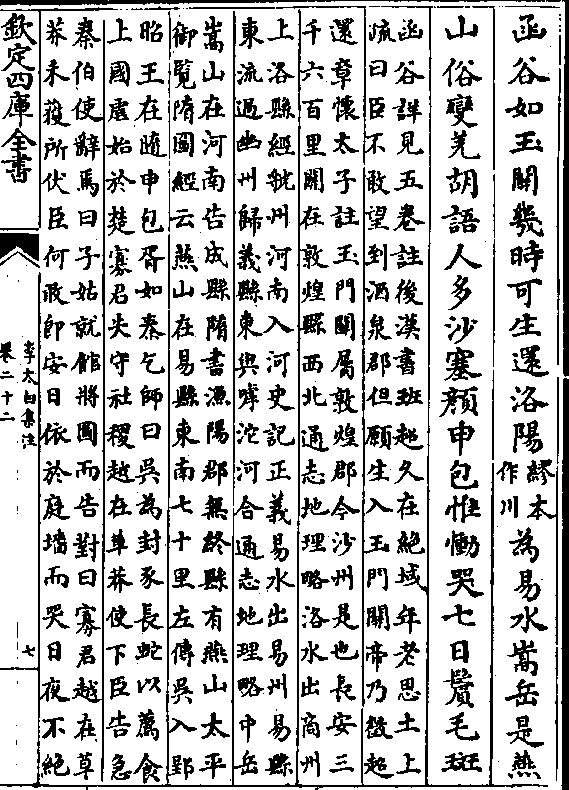 函谷如玉關幾時可生還洛陽繆本作川為易水嵩岳是燕
山俗變羌胡語人多沙塞顔申包惟慟哭七日鬢毛斑
函谷詳見五卷註後漢書班超久在絶域年老思土上
疏曰臣不敢望到酒泉郡但願生入玉門關帝乃徵超
還章懷太子註玉門關屬敦煌郡今沙州是也長安三
千六百里關在敦煌縣西北通志地理略洛水出商州
上洛縣經虢州河南入河史記正義易水出易州易縣
東流過幽州歸義縣東與呼沱河合通志地理略中岳
嵩山在河南告成縣隋書漁陽郡無終縣有燕山太平
御覽隋圖經云燕山在易縣東南七十里左傳吳入郢
昭王在隨申包胥如秦乞師曰吳為封豕長蛇以薦食
上國虐始於楚寡君失守社稷越在草莽使下臣告急
秦伯使辭焉曰子姑就館將圖而告對曰寡君越在草
莽未獲所伏臣何敢即安日依於庭墻而哭日夜不絶
欽定四庫全書
李太白集注
卷二十二
七